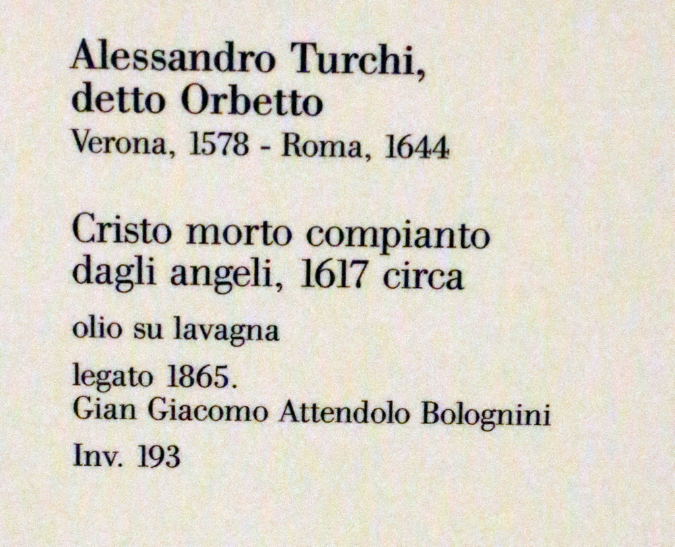 Alessandro Turchi,
detto Orbetto
Verona, 1578 - Roma, 1644
Cristo morto compianto
dagli angeli, 1617 circa
olio su lavagna
legato 1865.
Gian Giacomo Attendolo Bolognini
Inv. 193